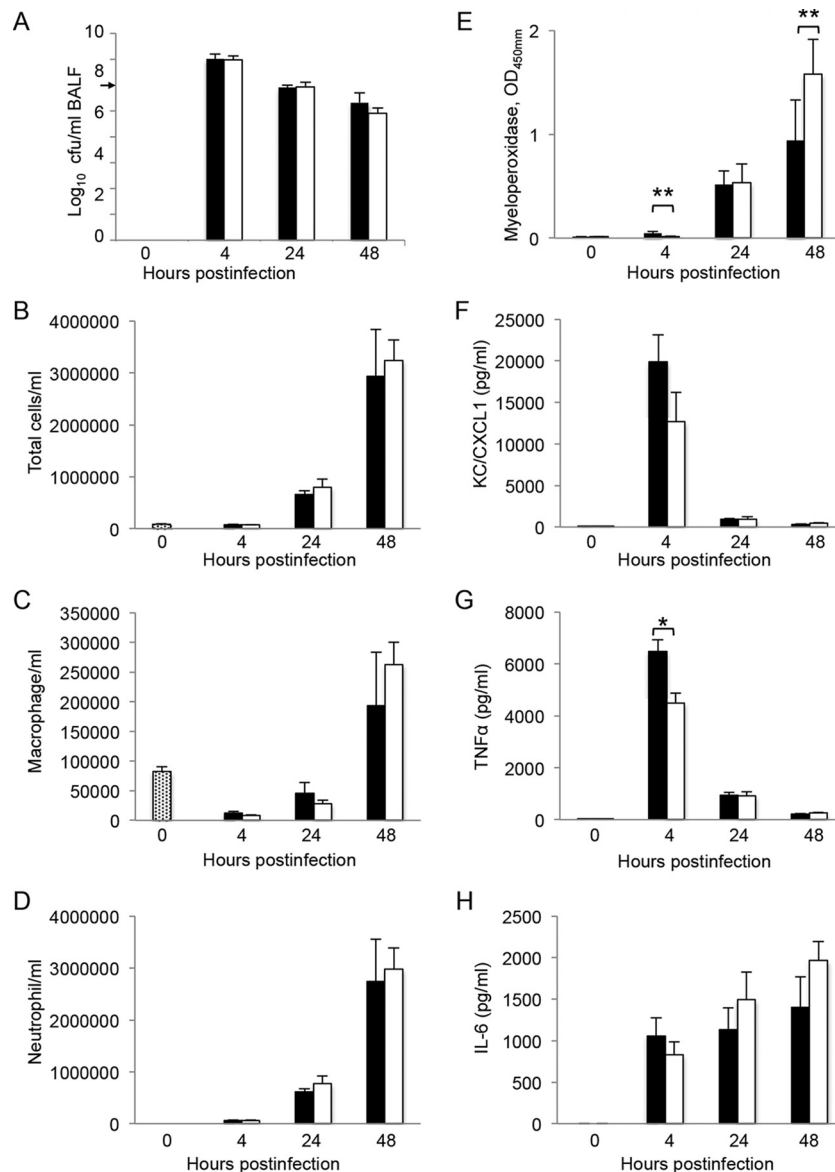 A
Log10 cfu/ml BALF
10
8
6
6
2
0
0 4 24 48
Hours postinfection
B
Total cells/ml
4000000
3000000
2000000
1000000
0
0 4 24 48
Hours postinfection
C
Macrophage/ml
350000
300000
250000
200000
150000
100000
50000
0
0 4 24 48
Hours postinfection
D
Neutrophil/ml
4000000
3000000
2000000
1000000
0
0 4 24 48
Hours postinfection
E
Myeloperoxidase, OD450mm
2
1
0
**
**
0 4 24 48
Hours postinfection
F
KC/CXCL1 (pg/ml)
25000
20000
15000
10000
5000
0
0 4 24 48
Hours postinfection
G
TNFα (pg/ml)
8000
6000
4000
2000
0
*
0 4 24 48
Hours postinfection
H
IL-6 (pg/ml)
2500
2000
1500
1000
500
0
0 4 24 48
Hours postinfection